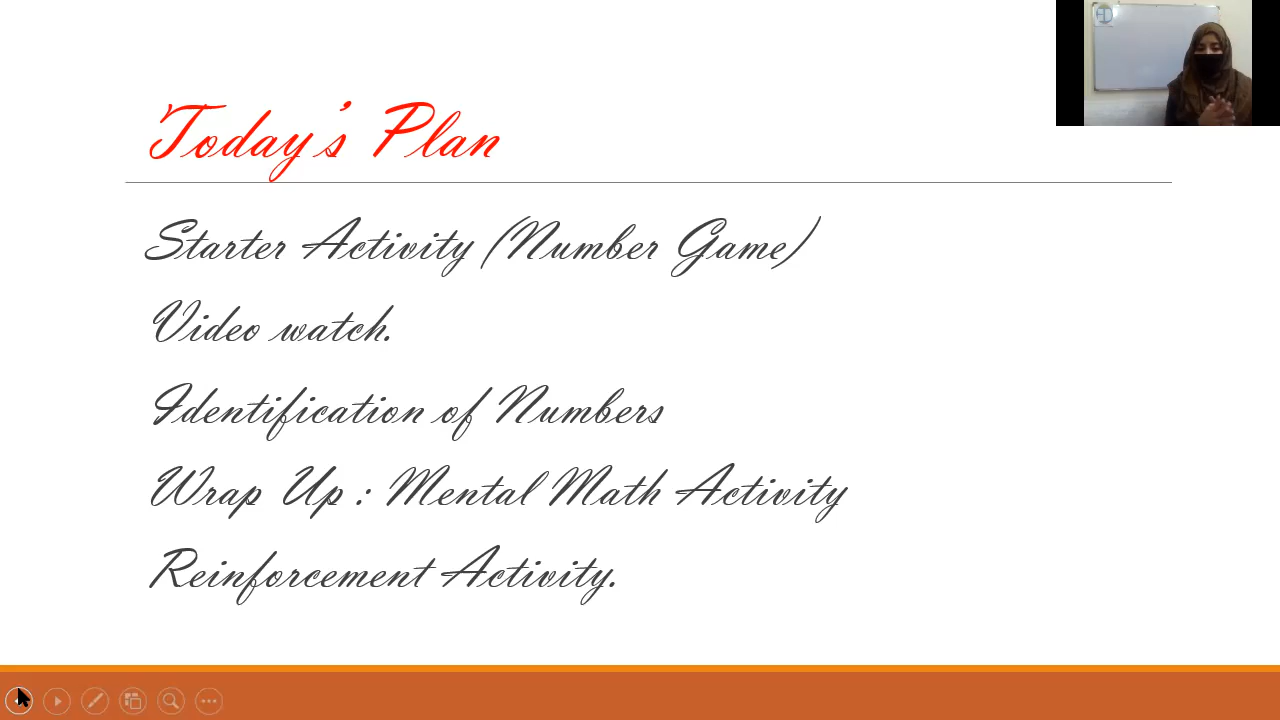 Today's Plan
Starter Activity (Number Game)
Video watch.
Identification of Numbers
Wrap Up : Mental Math Activity
Reinforcement Activity.